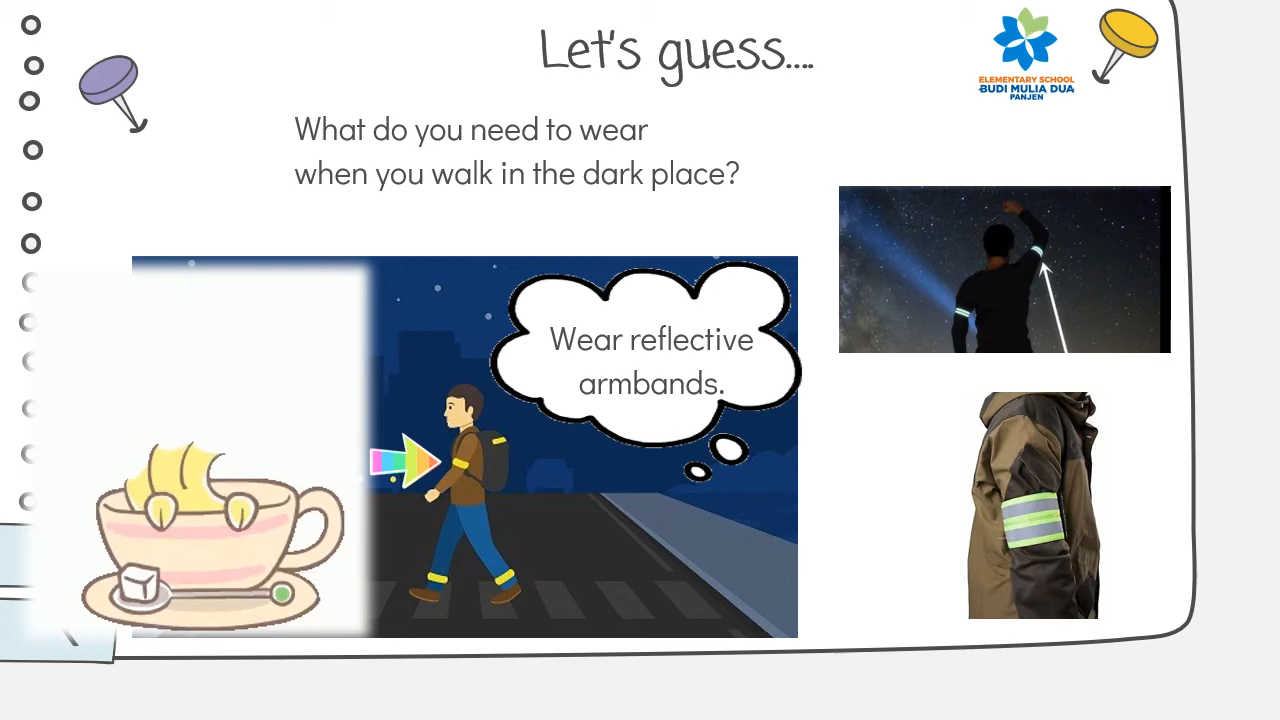 Let's guess....
ELEMENTARY SCHOOL
BUDI MULIA DUA
PANJEN
What do you need to wear
when you walk in the dark place?
Wear reflective
armbands.